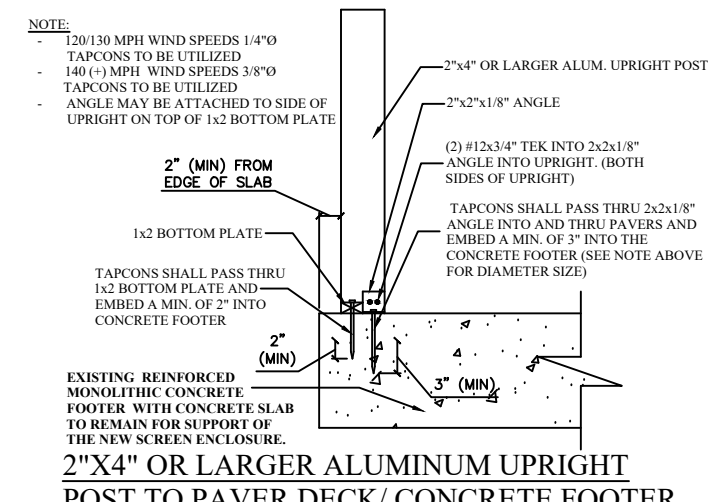 NOTE:
- 120/130 MPH WIND SPEEDS 1/4"Ø
TAPCONS TO BE UTILIZED
- 140 (+) MPH WIND SPEEDS 3/8"Ø
TAPCONS TO BE UTILIZED
- ANGLE MAY BE ATTACHED TO SIDE OF
UPRIGHT ON TOP OF 1x2 BOTTOM PLATE
2" (MIN) FROM
EDGE OF SLAB
1x2 BOTTOM PLATE
TAPCONS SHALL PASS THRU
1x2 BOTTOM PLATE AND
EMBED A MIN. OF 2" INTO
CONCRETE FOOTER
2"
(MIN)
EXISTING REINFORCED
MONOLITHIC CONCRETE
FOOTER WITH CONCRETE SLAB
TO REMAIN FOR SUPPORT OF
THE NEW SCREEN ENCLOSURE.
2"x4" OR LARGER ALUM. UPRIGHT POST
2"x2"x1/8" ANGLE
(2) #12x3/4" TEK INTO 2x2x1/8"
ANGLE INTO UPRIGHT. (BOTH
SIDES OF UPRIGHT)
TAPCONS SHALL PASS THRU 2x2x1/8"
ANGLE INTO AND THRU PAVERS AND
EMBED A MIN. OF 3" INTO THE
CONCRETE FOOTER (SEE NOTE ABOVE
FOR DIAMETER SIZE)
3" (MIN)
2"X4" OR LARGER ALUMINUM UPRIGHT
POST TO PAVER DECK/ CONCRETE FOOTER